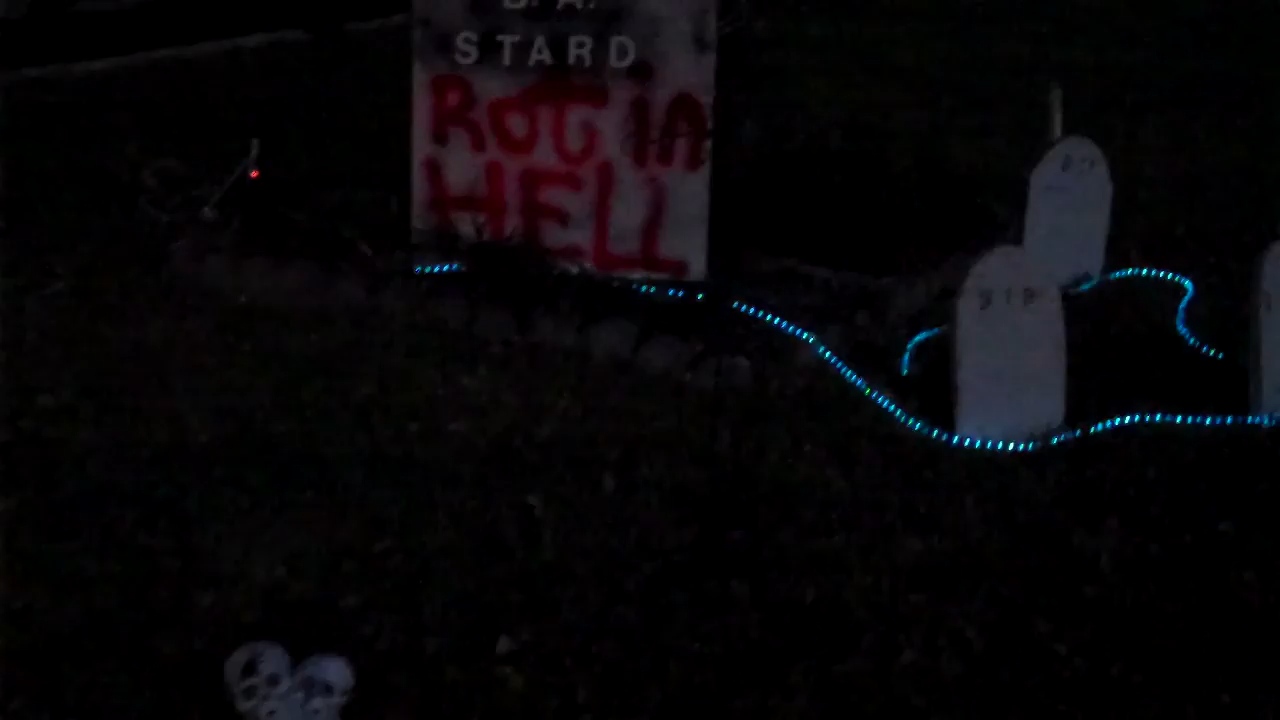 B. A.
STARD
ROT IN
HELL
R I P